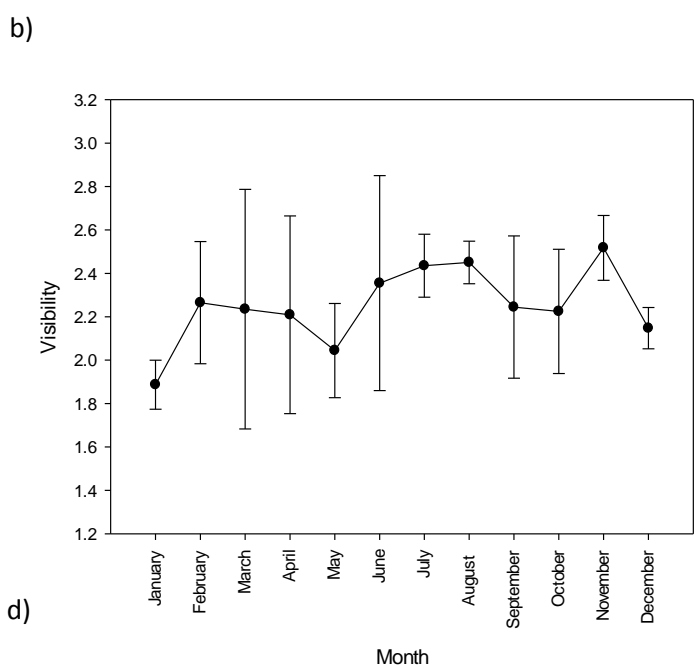 b)
3.2
3.0
2.8
2.6
2.4
2.2
2.0
1.8
1.6
1.4
1.2
Visibility
January
February
March
April
May
June
July
August
September
October
November
December
d)
Month